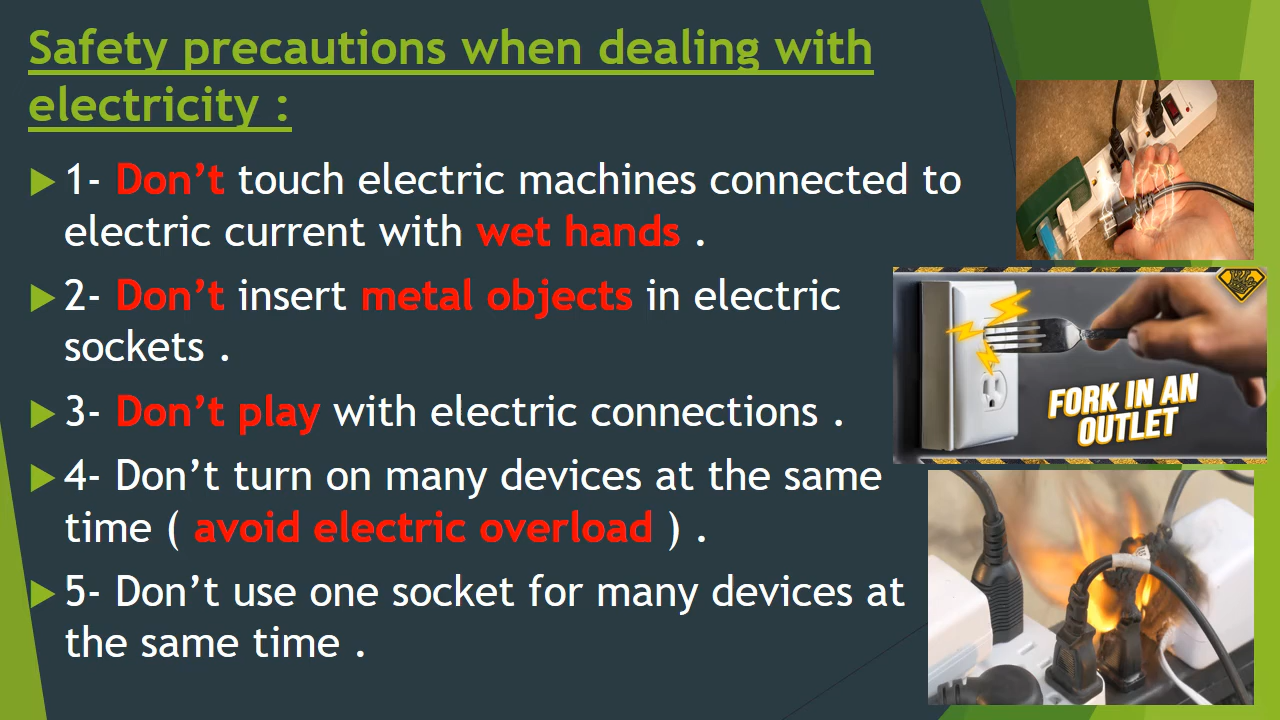 Safety precautions when dealing with
electricity :
1- Don’t touch electric machines connected to
electric current with wet hands .
2- Don’t insert metal objects in electric
sockets .
3- Don’t play with electric connections .
4- Don’t turn on many devices at the same
time ( avoid electric overload ) .
5- Don’t use one socket for many devices at
the same time .
FORK IN AN
OUTLET